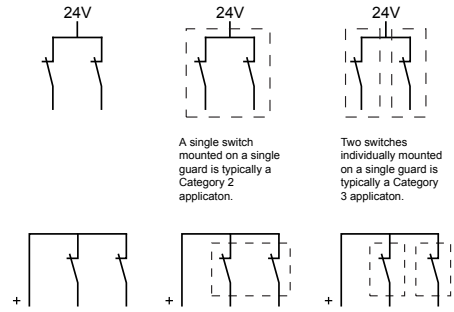 24V
24V
24V
A single switch
mounted on a single
guard is typically a
Category 2
applicaton.
Two switches
individually mounted
on a single guard is
typically a Category
3 applicaton.
+
+
+